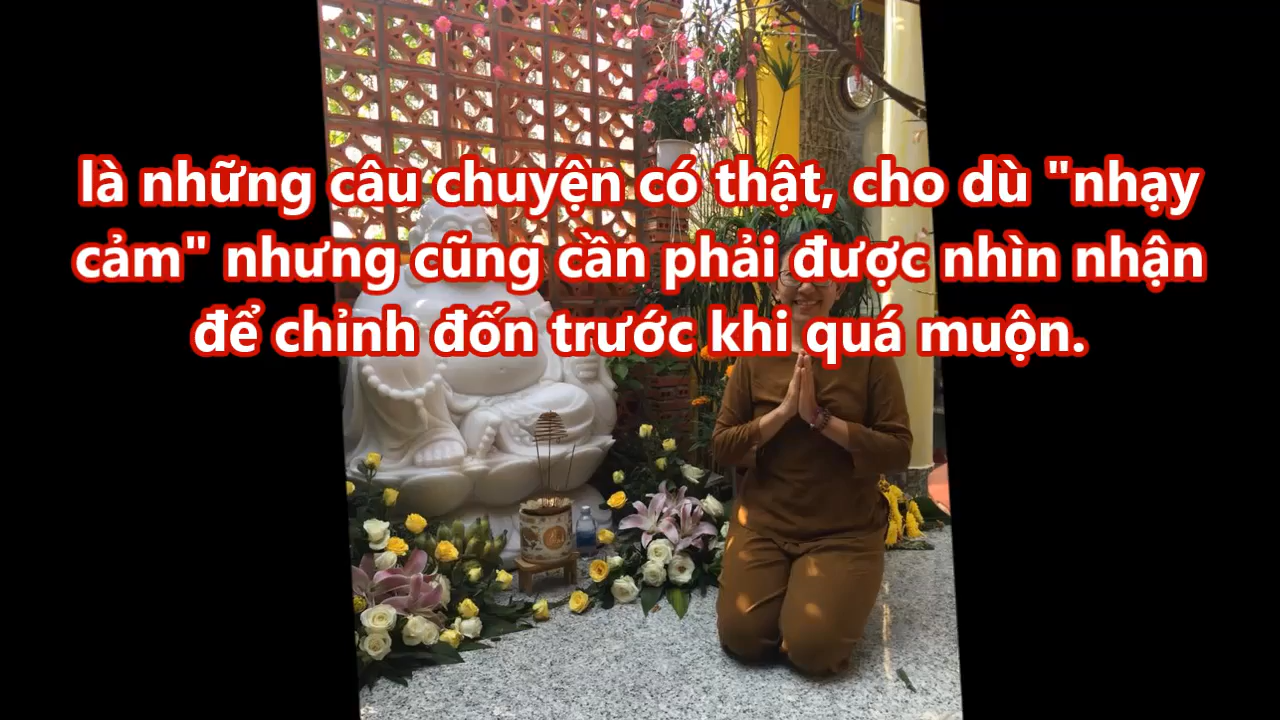 là những câu chuyện có thật, cho dù "nhạy
cảm" nhưng cũng cần phải được nhìn nhận
để chỉnh đốn trước khi quá muộn.